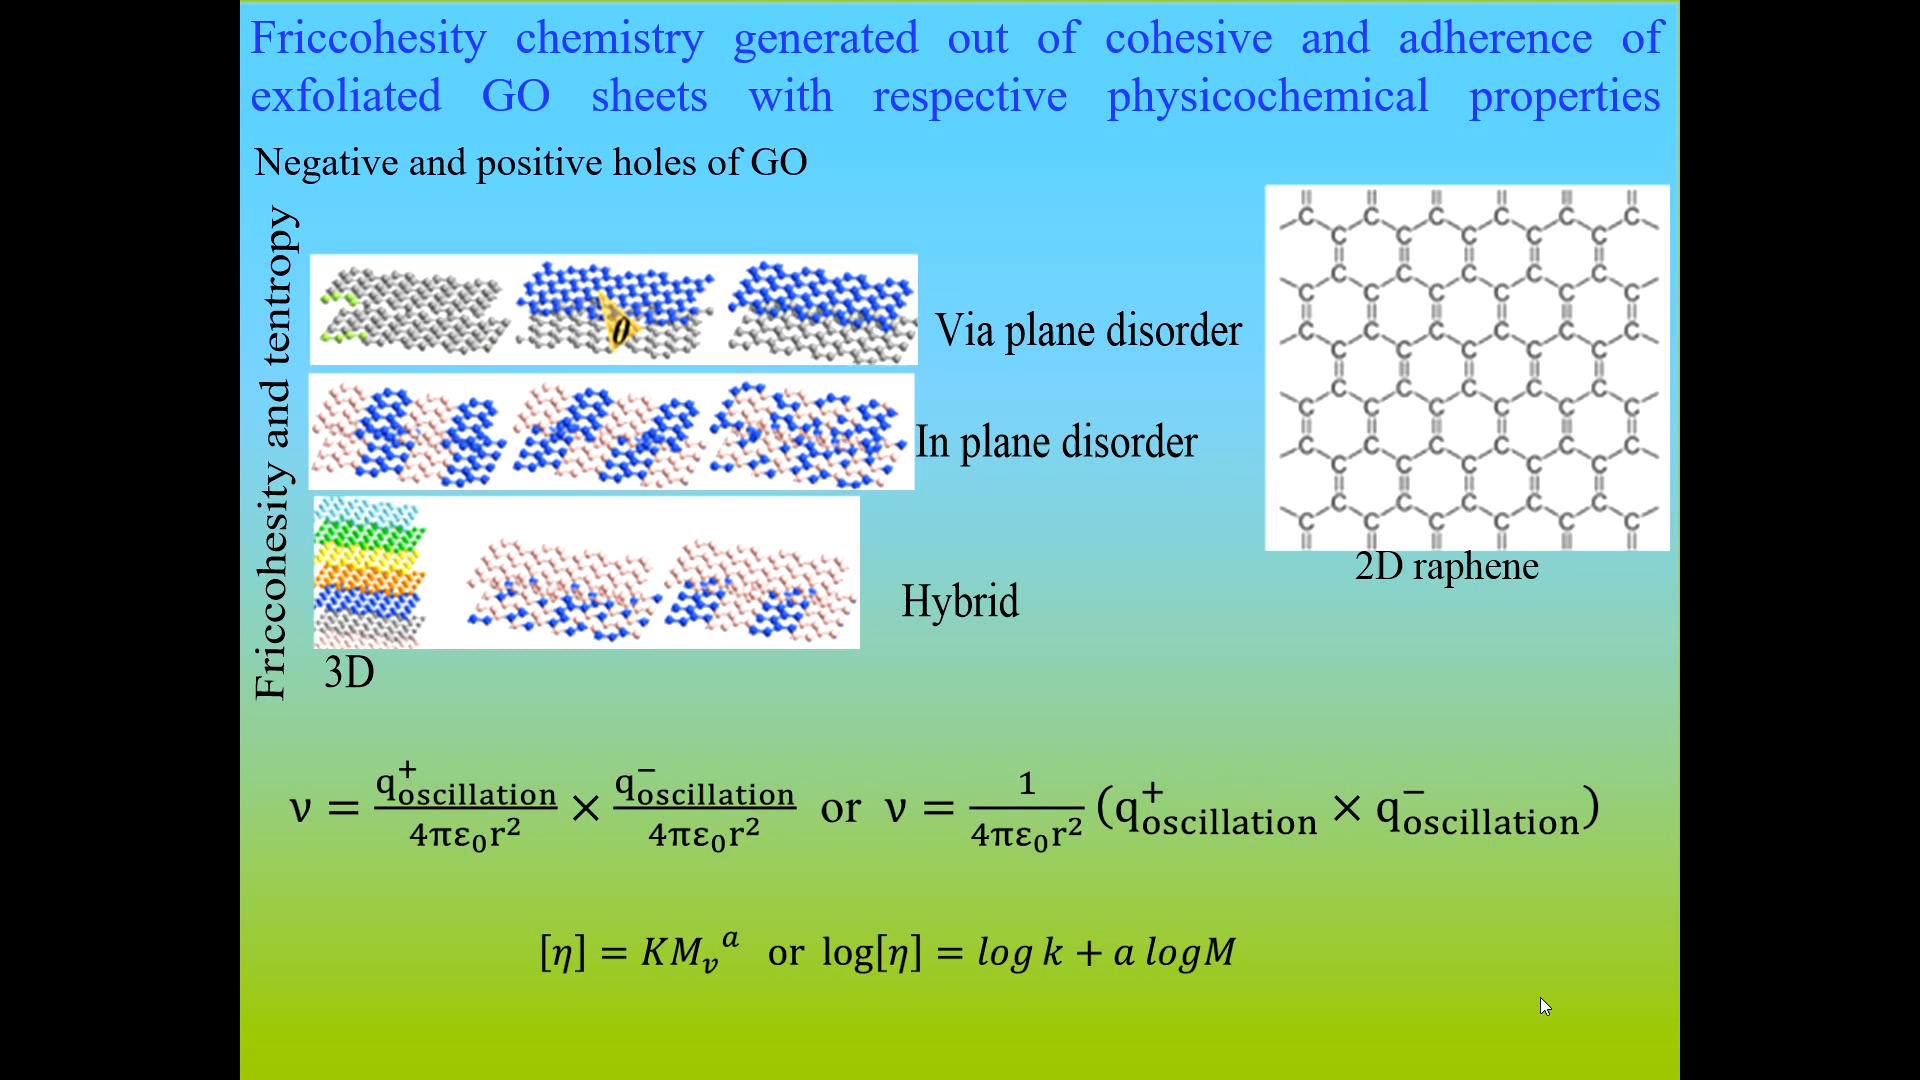 Friccohesity chemistry generated out of cohesive and adherence of
exfoliated GO sheets with respective physicochemical properties
Negative and positive holes of GO
Friccohesity and tentropy
θ
Via plane disorder
In plane disorder
Hybrid
3D
2D raphene
ν = q⁺oscillation/4πε₀r² × q⁻oscillation/4πε₀r² or ν = 1/4πε₀r² (q⁺oscillation × q⁻oscillation)
[η] = KMᵥᵃ or log[η] = log k + a logM